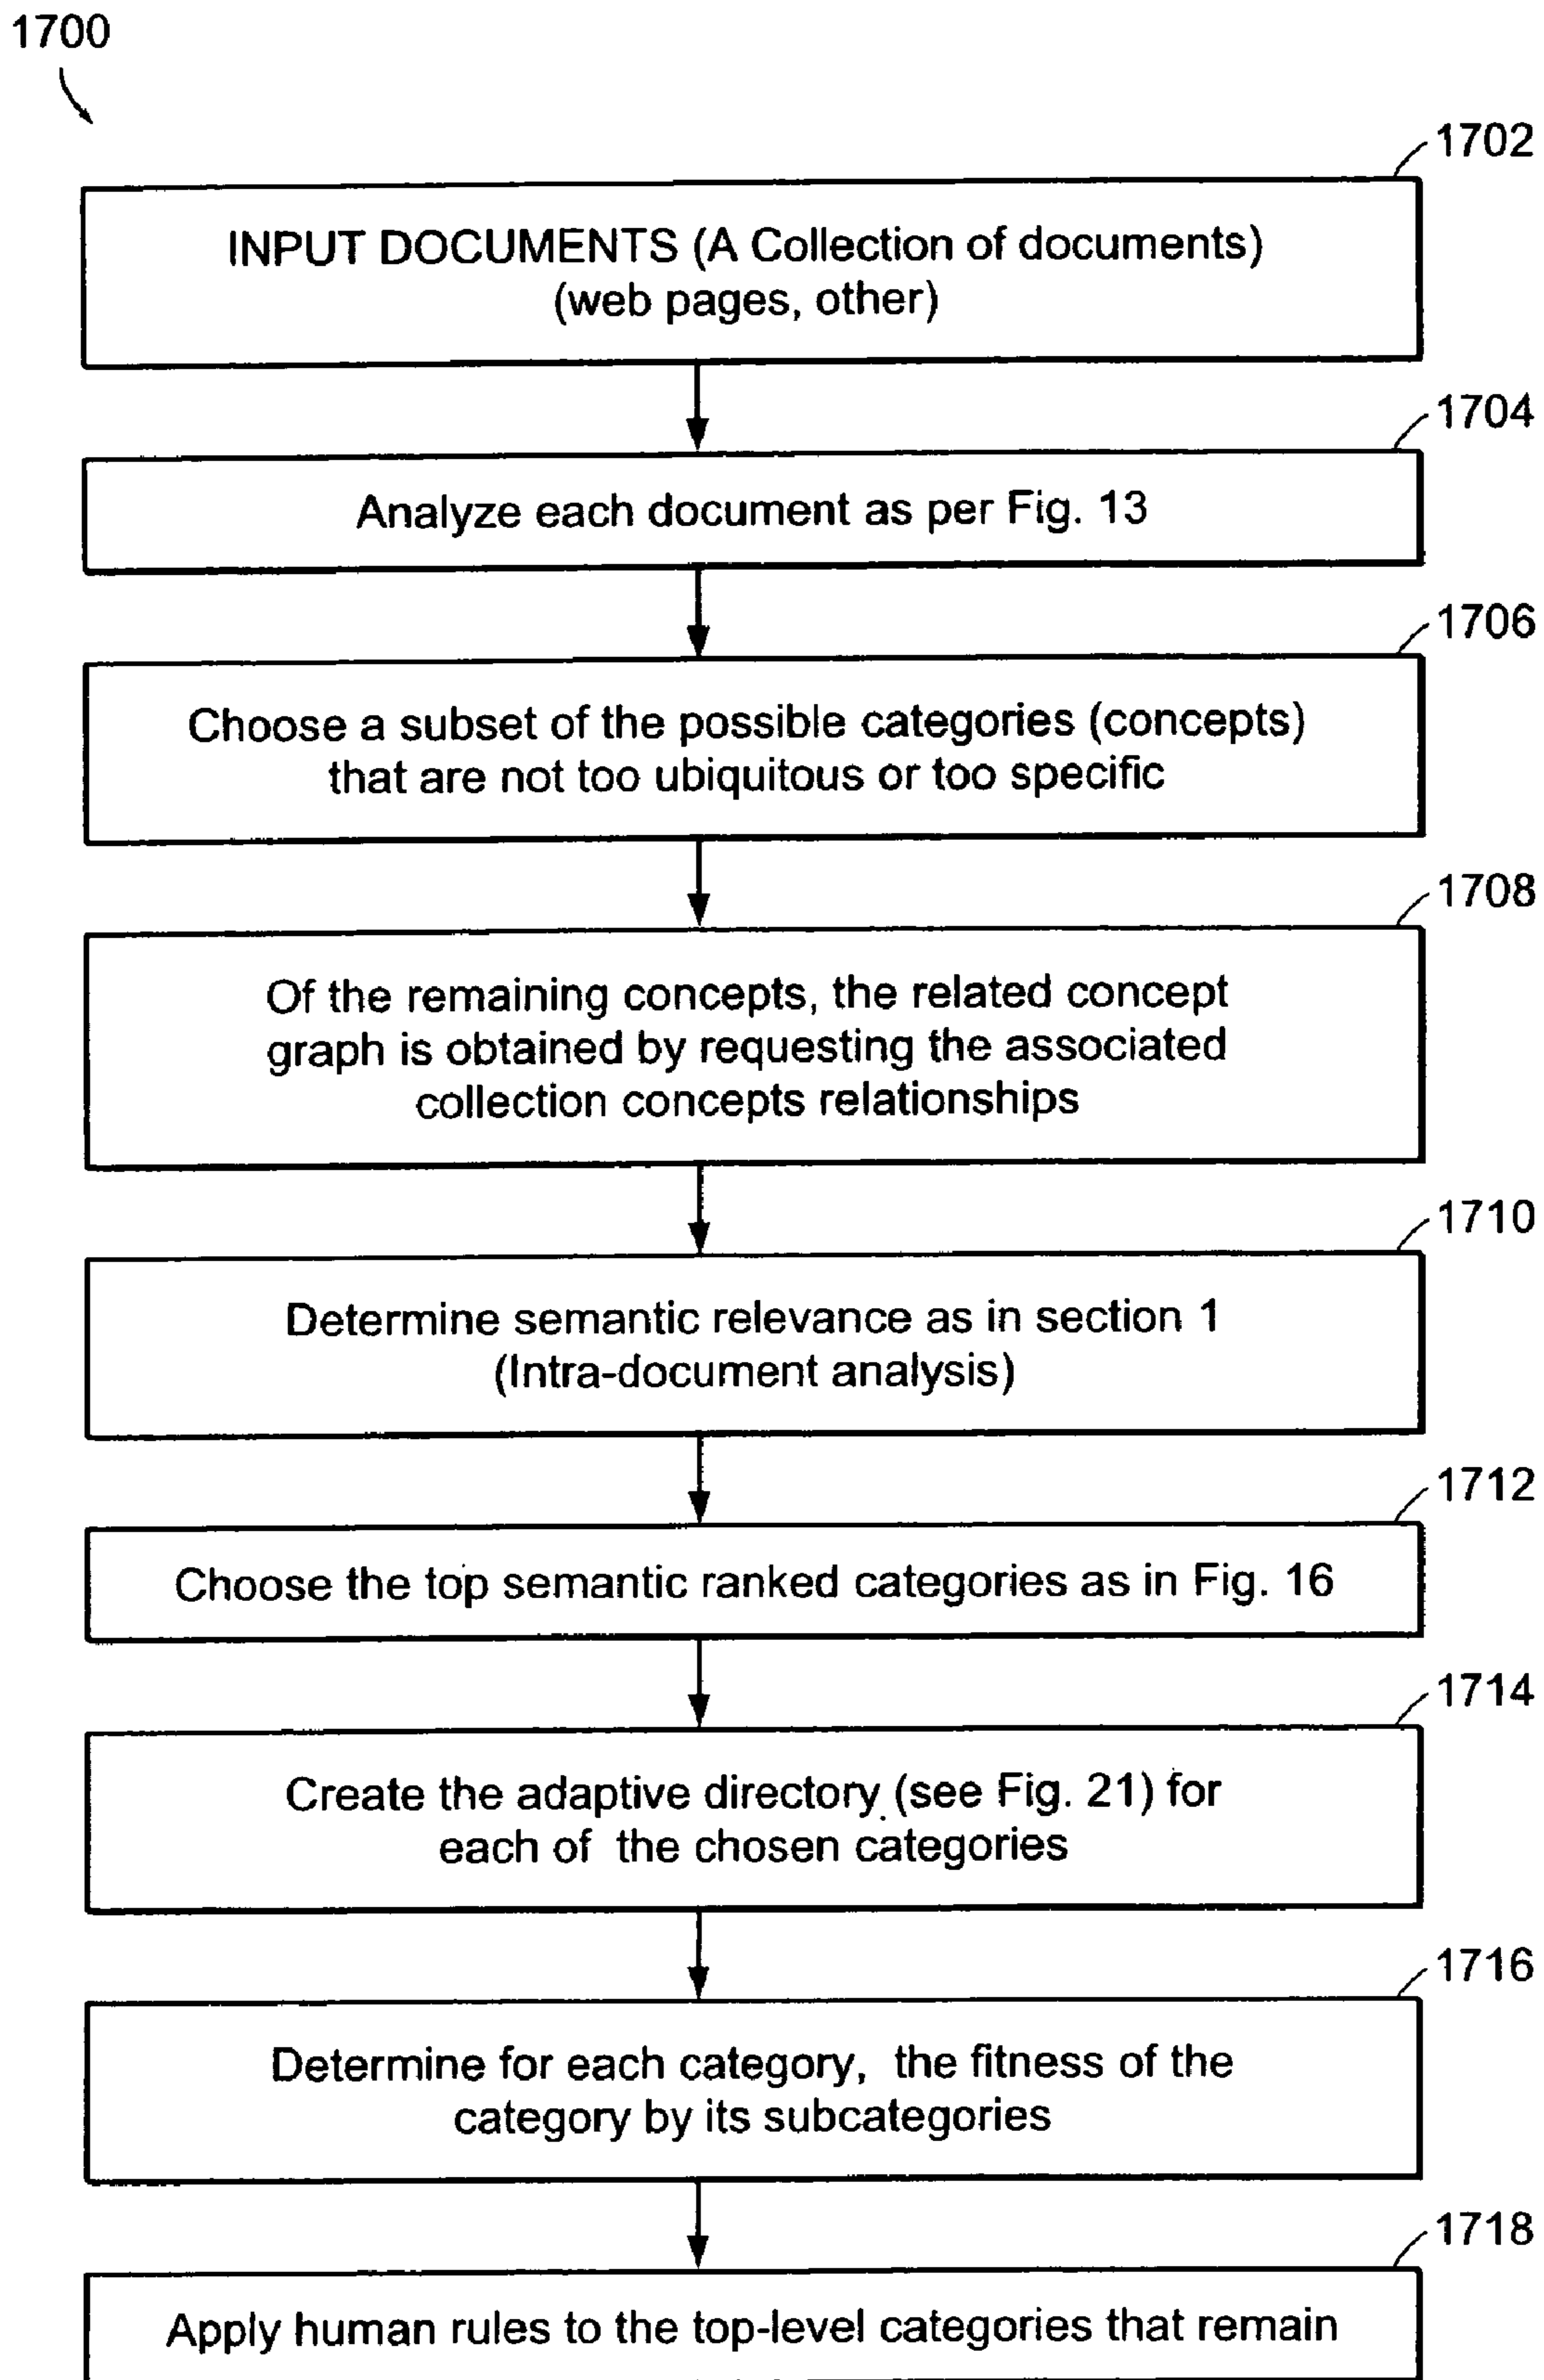 1700
1702
INPUT DOCUMENTS (A Collection of documents)
(web pages, other)
1704
Analyze each document as per Fig. 13
1706
Choose a subset of the possible categories (concepts)
that are not too ubiquitous or too specific
1708
Of the remaining concepts, the related concept
graph is obtained by requesting the associated
collection concepts relationships
1710
Determine semantic relevance as in section 1
(Intra-document analysis)
1712
Choose the top semantic ranked categories as in Fig. 16
1714
Create the adaptive directory (see Fig. 21) for
each of the chosen categories
1716
Determine for each category, the fitness of the
category by its subcategories
1718
Apply human rules to the top-level categories that remain